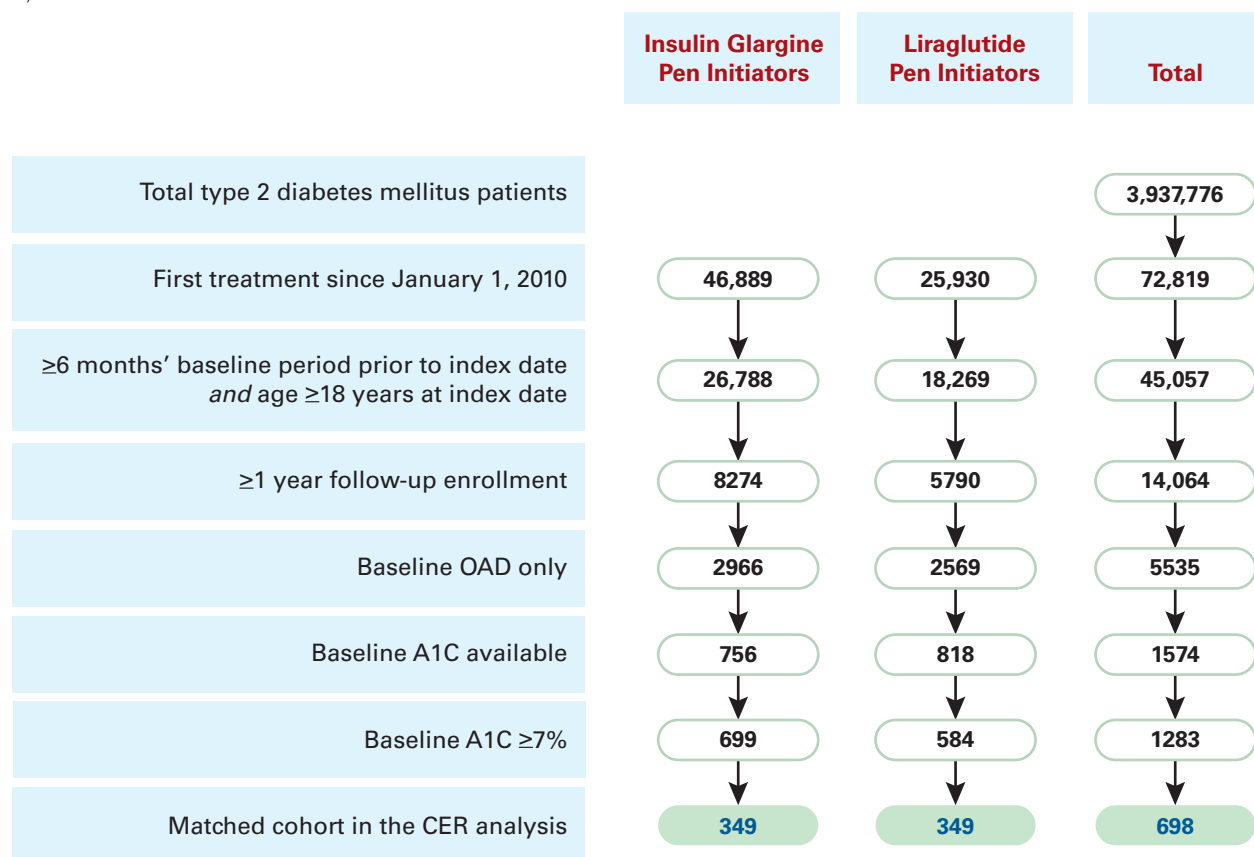 Insulin Glargine
Pen Initiators
Liraglutide
Pen Initiators
Total
Total type 2 diabetes mellitus patients
3,937,776
First treatment since January 1, 2010
46,889
25,930
72,819
≥6 months’ baseline period prior to index date
and age ≥18 years at index date
26,788
18,269
45,057
≥1 year follow-up enrollment
8274
5790
14,064
Baseline OAD only
2966
2569
5535
Baseline A1C available
756
818
1574
Baseline A1C ≥7%
699
584
1283
Matched cohort in the CER analysis
349
349
698